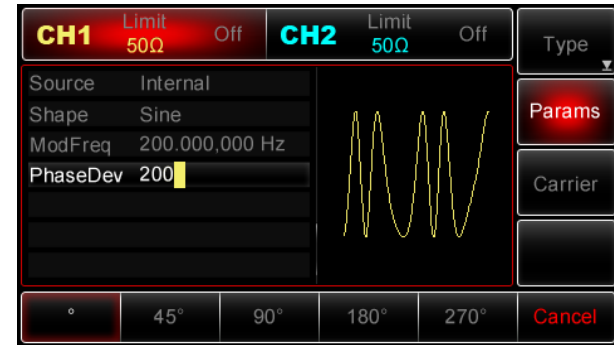 CH1 Limit 50Ω Off CH2 Limit 50Ω Off Type
Source Internal
Shape Sine
ModFreq 200.000,000 Hz
PhaseDev 200
Params
Carrier
° 45° 90° 180° 270° Cancel